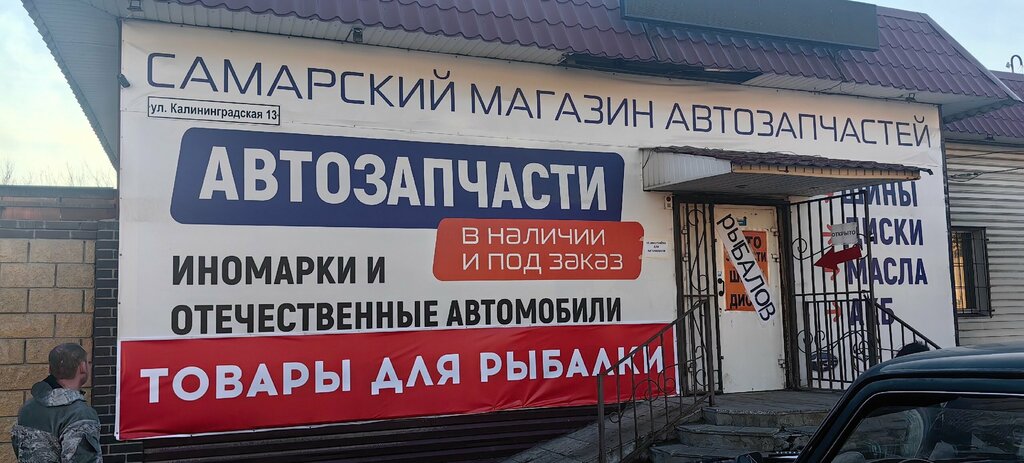 САМАРСКИЙ МАГАЗИН АВТОЗАПЧАСТЕЙ
ул. Калининградская 13
АВТОЗАПЧАСТИ
В НАЛИЧИИ
И ПОД ЗАКАЗ
ИНОМАРКИ И
ОТЕЧЕСТВЕННЫЕ АВТОМОБИЛИ
ТОВАРЫ ДЛЯ РЫБАЛКИ
РЫБАЛОВ
ОТКРЫТО
ШИНЫ
ДИСКИ
МАСЛА
АКБ